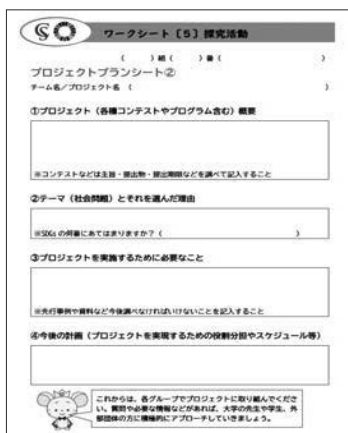 ワークシート〔5〕探究活動
(　　)組(　　)番(　　　　　　　　　　)
プロジェクトプランシート②
チーム名／プロジェクト名 (　　　　　　　　　　)
①プロジェクト（各種コンテストやプログラム含む）概要
※コンテストなどは主旨・提出物・提出期限などを調べて記入すること
②テーマ（社会問題）とそれを選んだ理由
※SDGsの何番にあてはまりますか？(　　　　　　　　　　)
③プロジェクトを実施するために必要なこと
※先行事例や資料など今後調べなければいけないことを記入すること
④今後の計画（プロジェクトを実現するための役割分担やスケジュール等）
これからは、各グループでプロジェクトに取り組んでくださ
い。質問や必要な情報などがあれば、大学の先生や学生、外
部団体の方に積極的にアプローチしていきましょう。